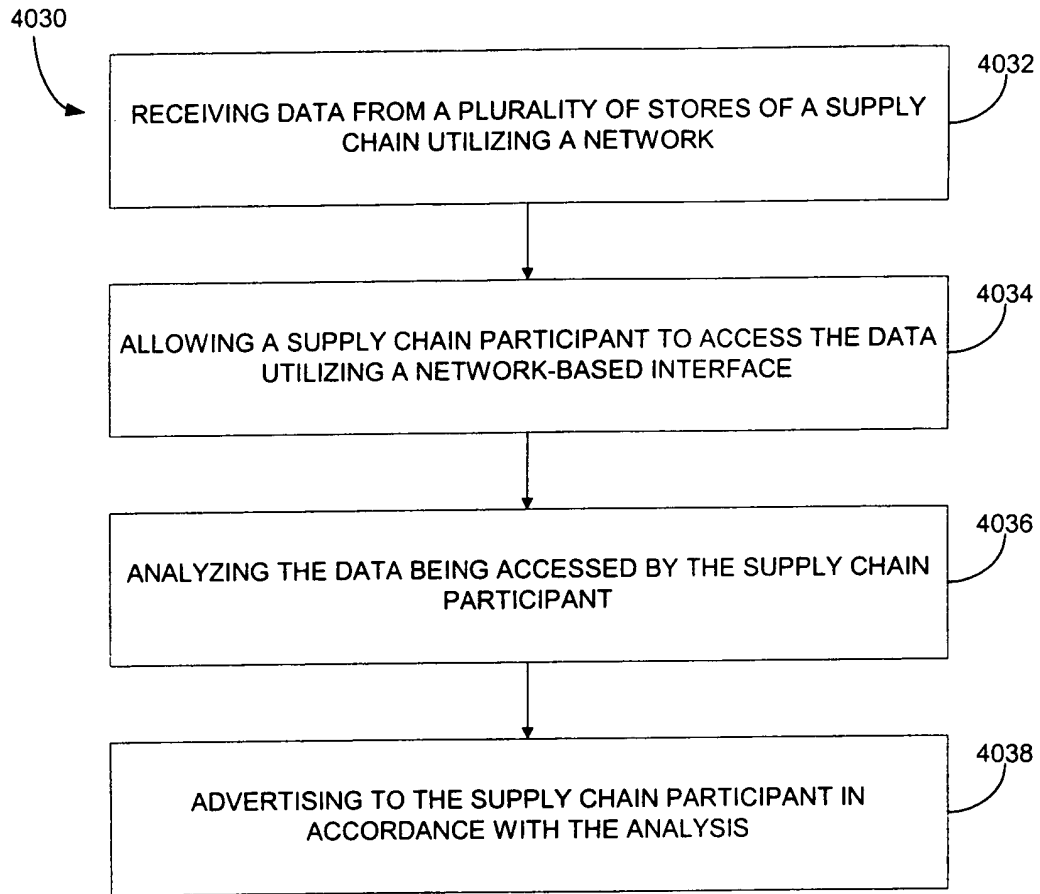 4030
4032
RECEIVING DATA FROM A PLURALITY OF STORES OF A SUPPLY
CHAIN UTILIZING A NETWORK
4034
ALLOWING A SUPPLY CHAIN PARTICIPANT TO ACCESS THE DATA
UTILIZING A NETWORK-BASED INTERFACE
4036
ANALYZING THE DATA BEING ACCESSED BY THE SUPPLY CHAIN
PARTICIPANT
4038
ADVERTISING TO THE SUPPLY CHAIN PARTICIPANT IN
ACCORDANCE WITH THE ANALYSIS